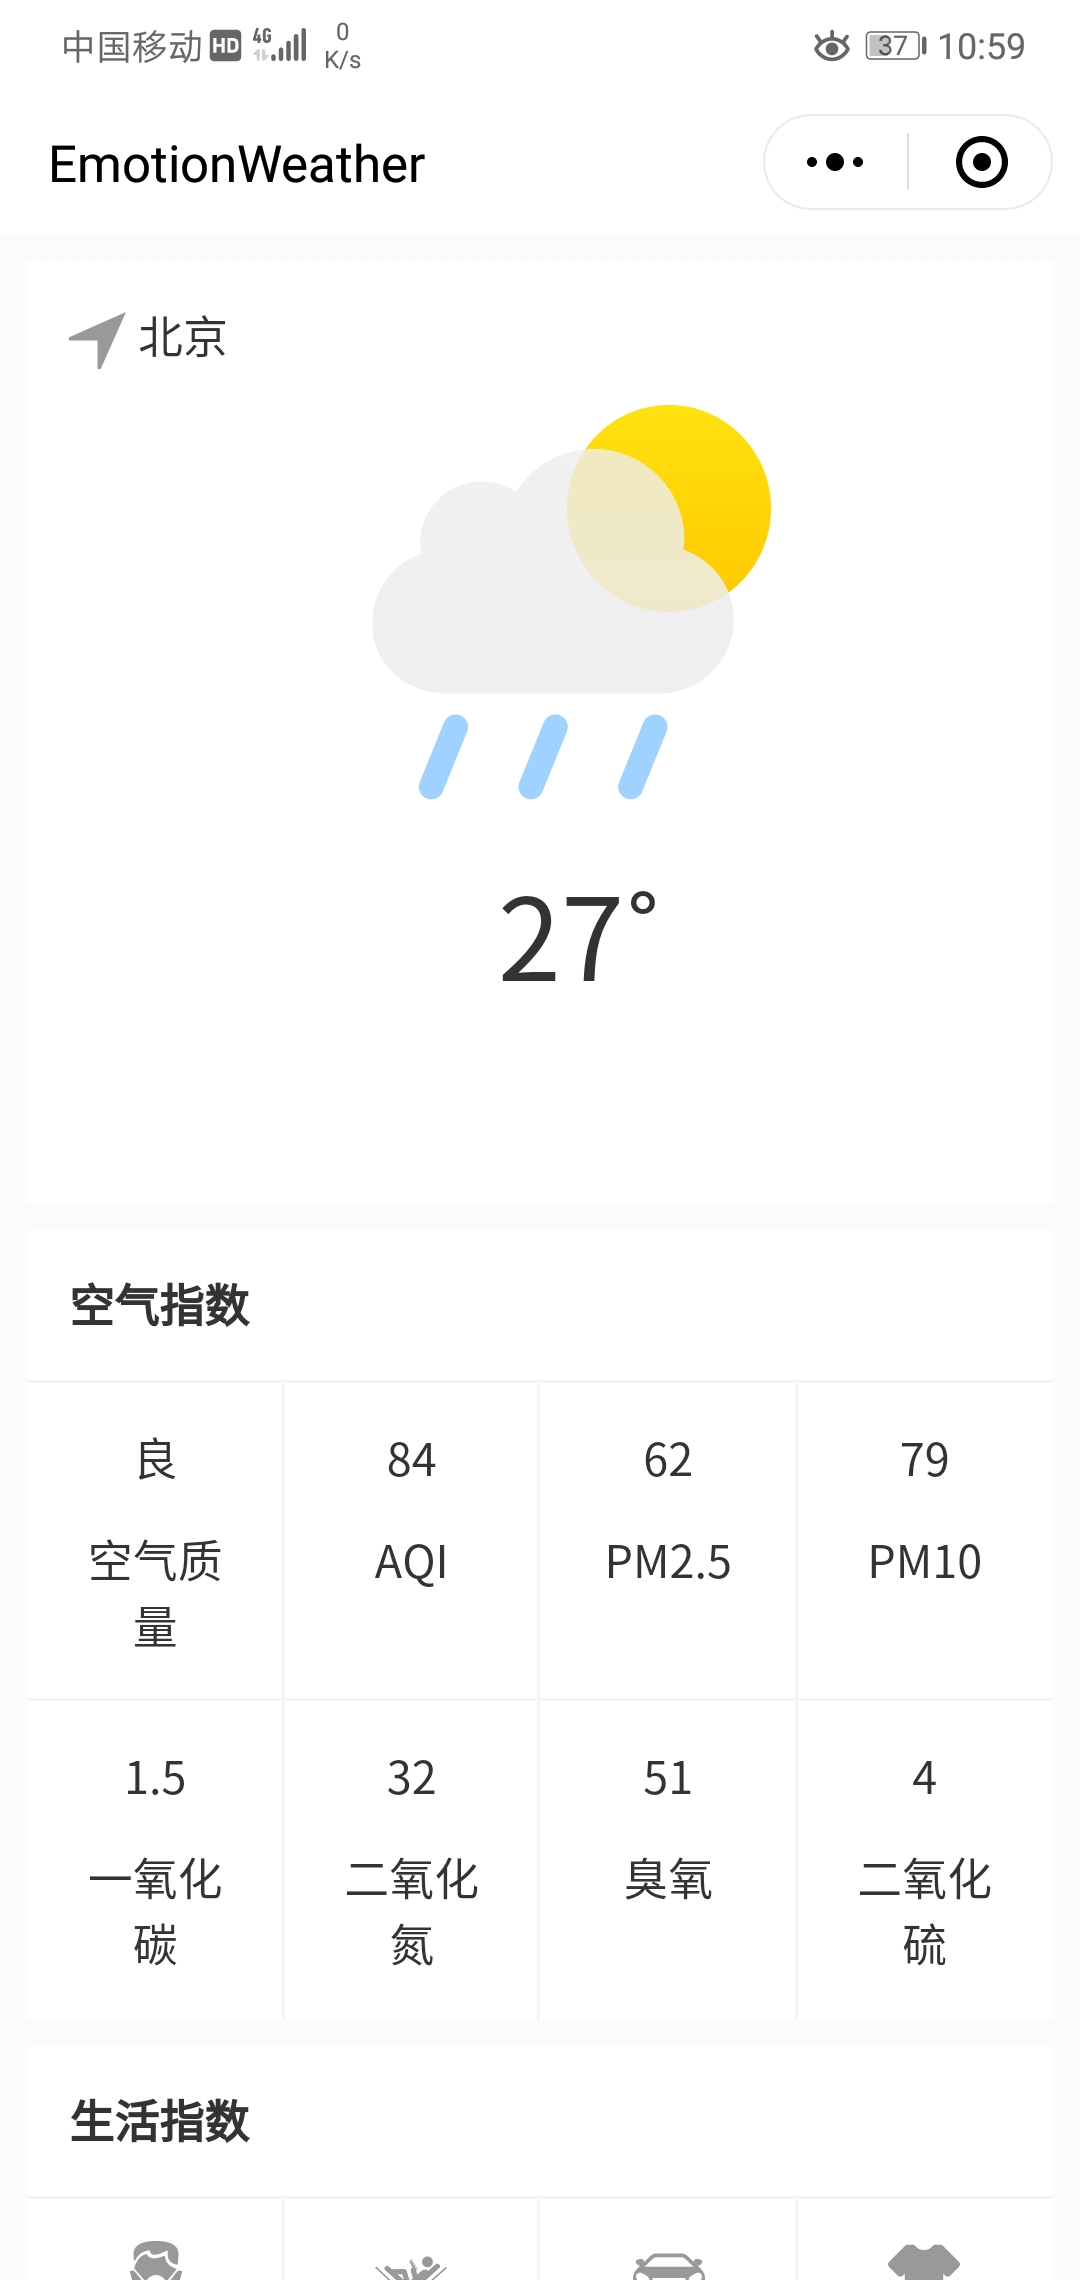 中国移动 HD 4G 0 K/s 37 10:59
EmotionWeather
北京
27°
空气指数
良 84 62 79
空气质量 AQI PM2.5 PM10
1.5 32 51 4
一氧化碳 二氧化氮 臭氧 二氧化硫
生活指数